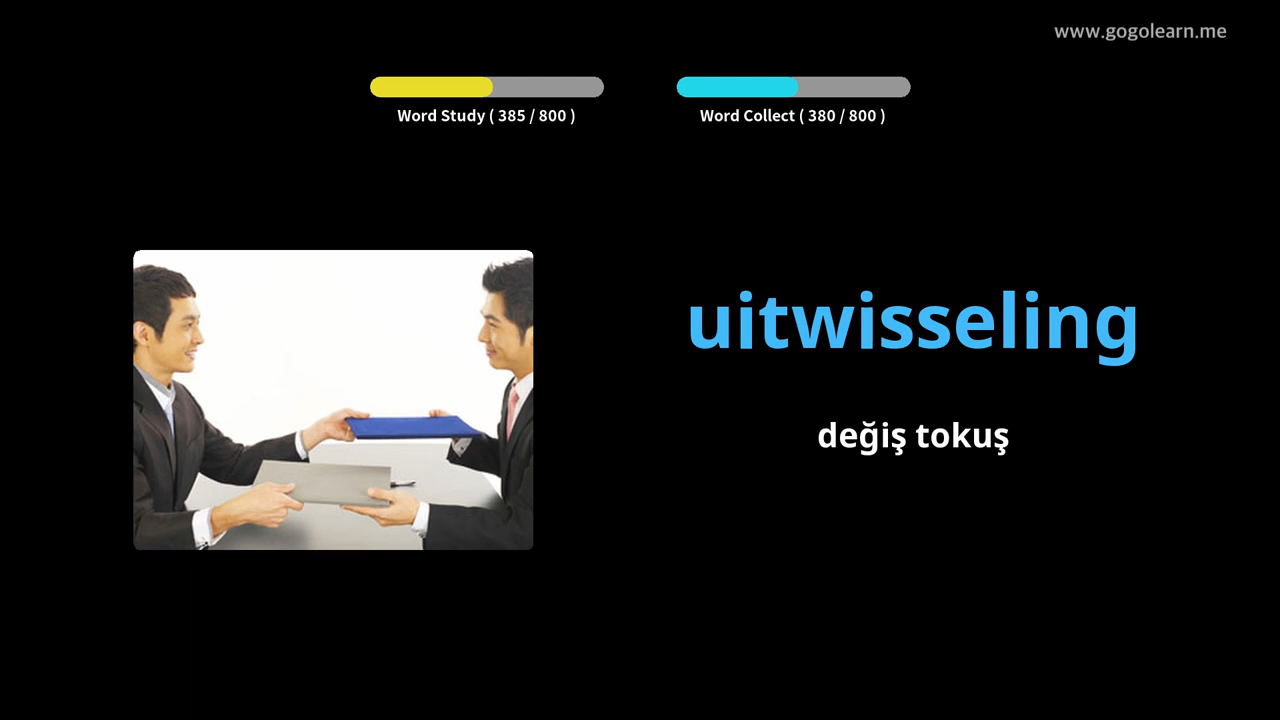 www.gogolearn.me
Word Study ( 385 / 800 )
Word Collect ( 380 / 800 )
uitwisseling
değiş tokuş